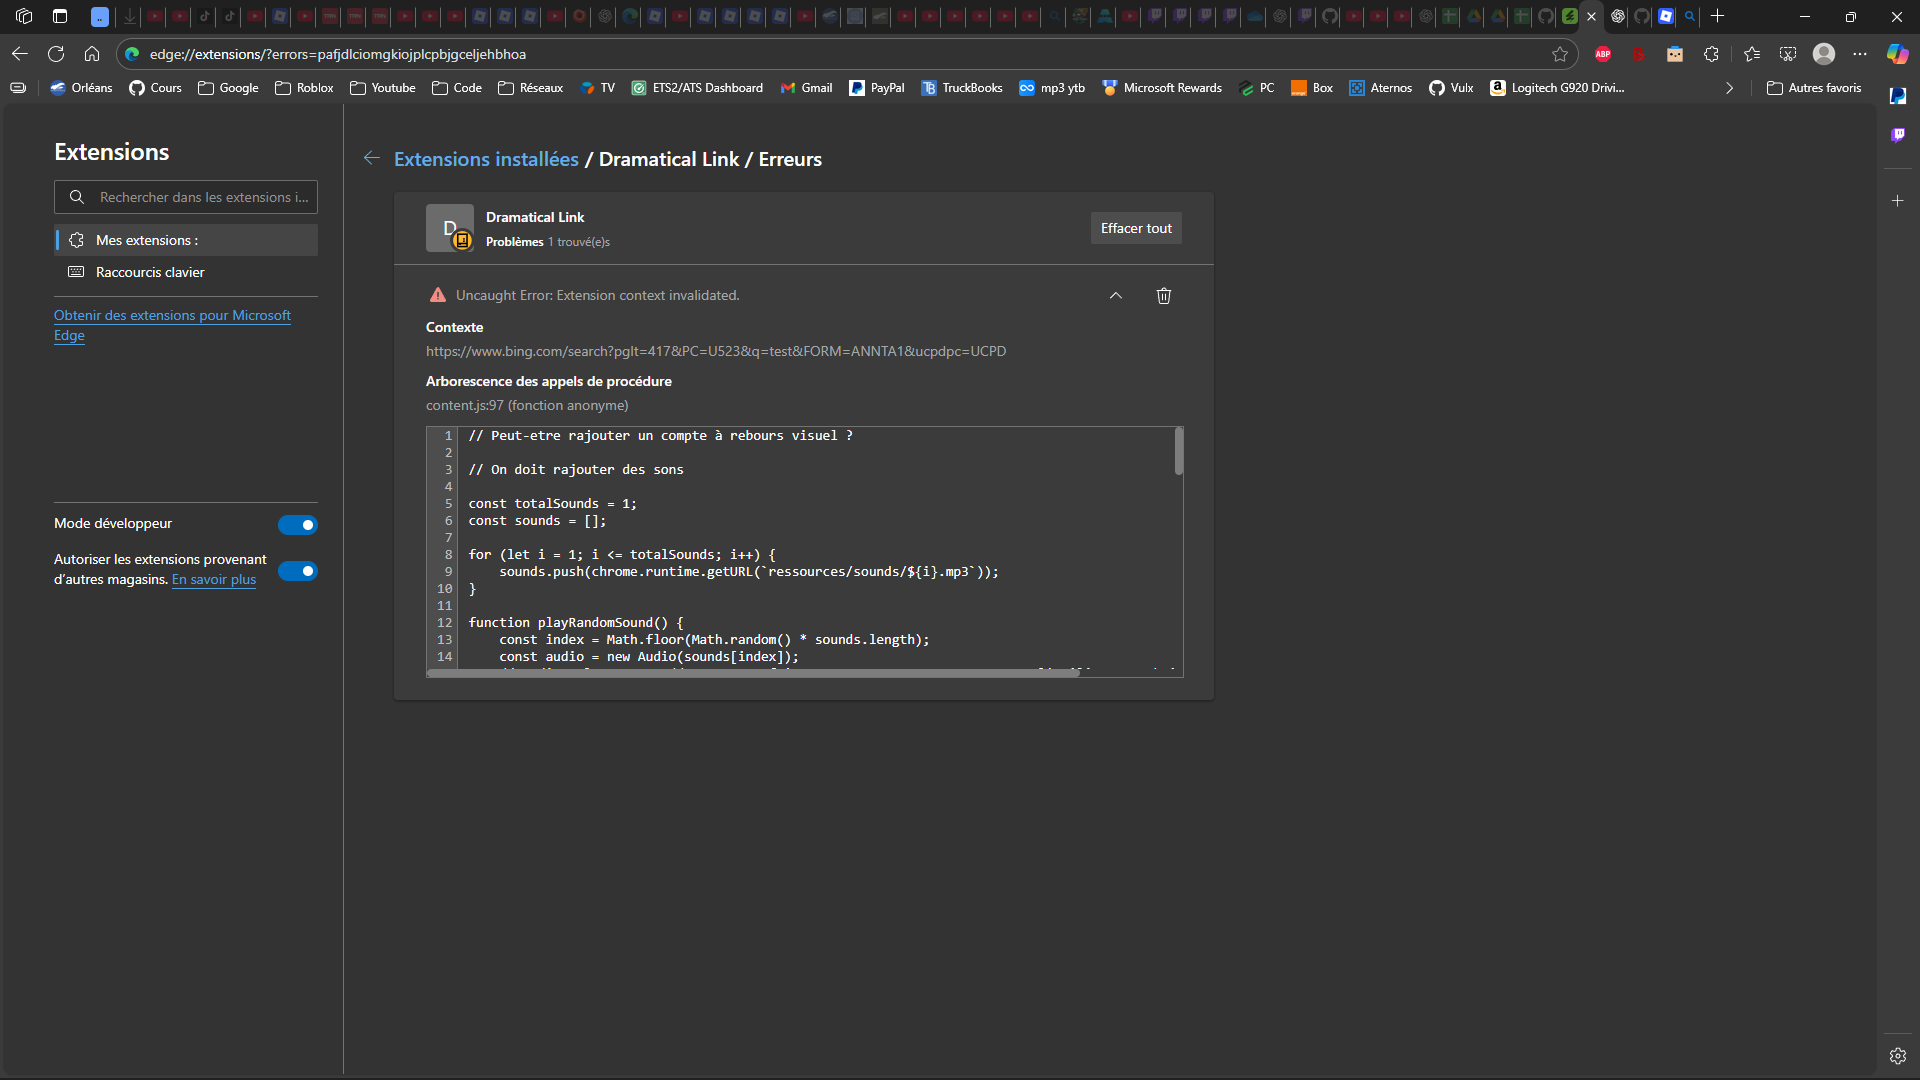 edge://extensions/?errors=pafjdlciomgkiojplcpbjgceljehbhoa
ABP
Orléans
Cours
Google
Roblox
Youtube
Code
Réseaux
TV
ETS2/ATS Dashboard
Gmail
PayPal
TruckBooks
mp3 ytb
Microsoft Rewards
PC
Box
Aternos
Vulx
Logitech G920 Drivi...
Autres favoris
Extensions
Rechercher dans les extensions i...
Mes extensions :
Raccourcis clavier
Obtenir des extensions pour Microsoft
Edge
Mode développeur
Autoriser les extensions provenant
d'autres magasins. En savoir plus
Extensions installées / Dramatical Link / Erreurs
D
Dramatical Link
Problèmes 1 trouvé(e)s
Effacer tout
Uncaught Error: Extension context invalidated.
Contexte
https://www.bing.com/search?pglt=417&PC=U523&q=test&FORM=ANNTA1&ucpdpc=UCPD
Arborescence des appels de procédure
content.js:97 (fonction anonyme)
1 // Peut-etre rajouter un compte à rebours visuel ?
2
3 // On doit rajouter des sons
4
5 const totalSounds = 1;
6 const sounds = [];
7
8 for (let i = 1; i <= totalSounds; i++) {
9 sounds.push(chrome.runtime.getURL(`ressources/sounds/${i}.mp3`));
10 }
11
12 function playRandomSound() {
13 const index = Math.floor(Math.random() * sounds.length);
14 const audio = new Audio(sounds[index]);